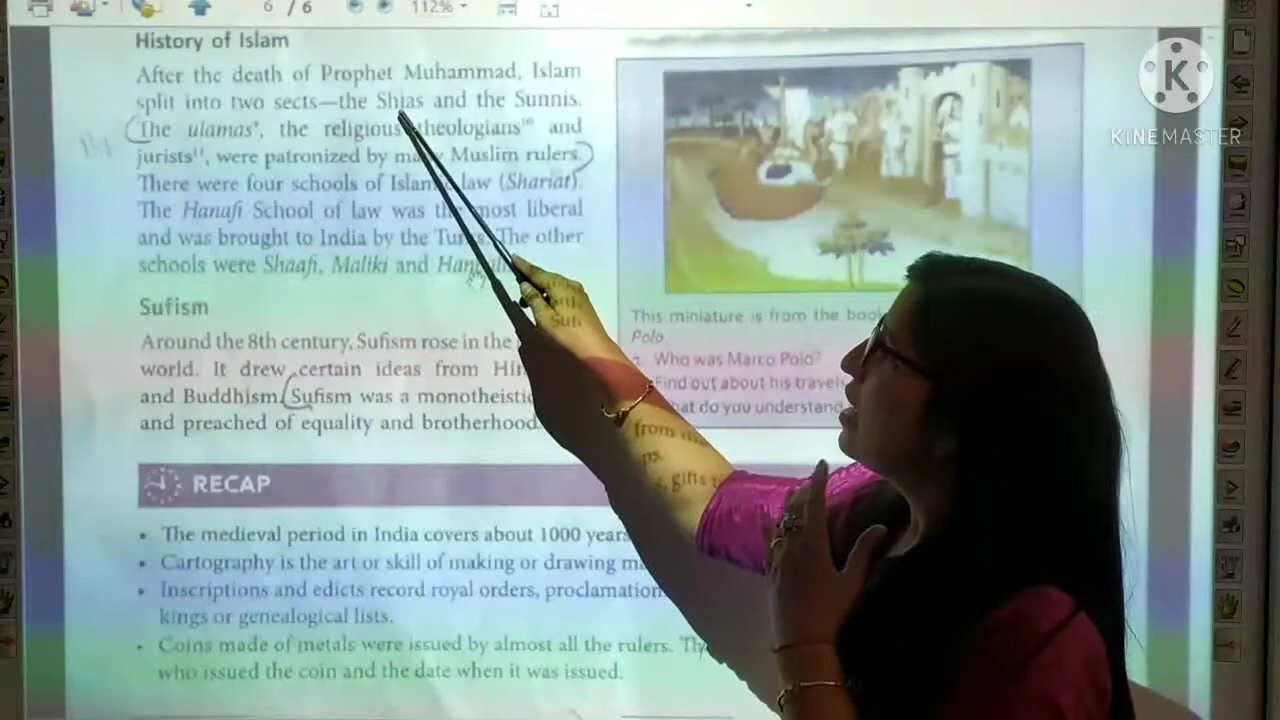 6 / 6
112%
History of Islam
After the death of Prophet Muhammad, Islam
split into two sects—the Shias and the Sunnis.
The ulamas⁹, the religious theologians¹⁰ and
jurists¹¹, were patronized by many Muslim rulers.
There were four schools of Islamic law (Shariat).
The Hanafi School of law was the most liberal
and was brought to India by the Turks. The other
schools were Shaafi, Maliki and
Sufism
Around the 8th century, Sufism rose in the
world. It drew certain ideas from
and Buddhism. Sufism was a monotheistic
and preached of equality and brotherhood.
This miniature is from the book
Polo.
Who was Marco Polo?
Find out about his travels
hat do you understand
from the
gifts
RECAP
• The medieval period in India covers about 1000 years
• Cartography is the art or skill of making or drawing
• Inscriptions and edicts record royal orders, proclamation
kings or genealogical lists.
• Coins made of metals were issued by almost all the rulers.
who issued the coin and the date when it was issued.
K
KINEMASTER